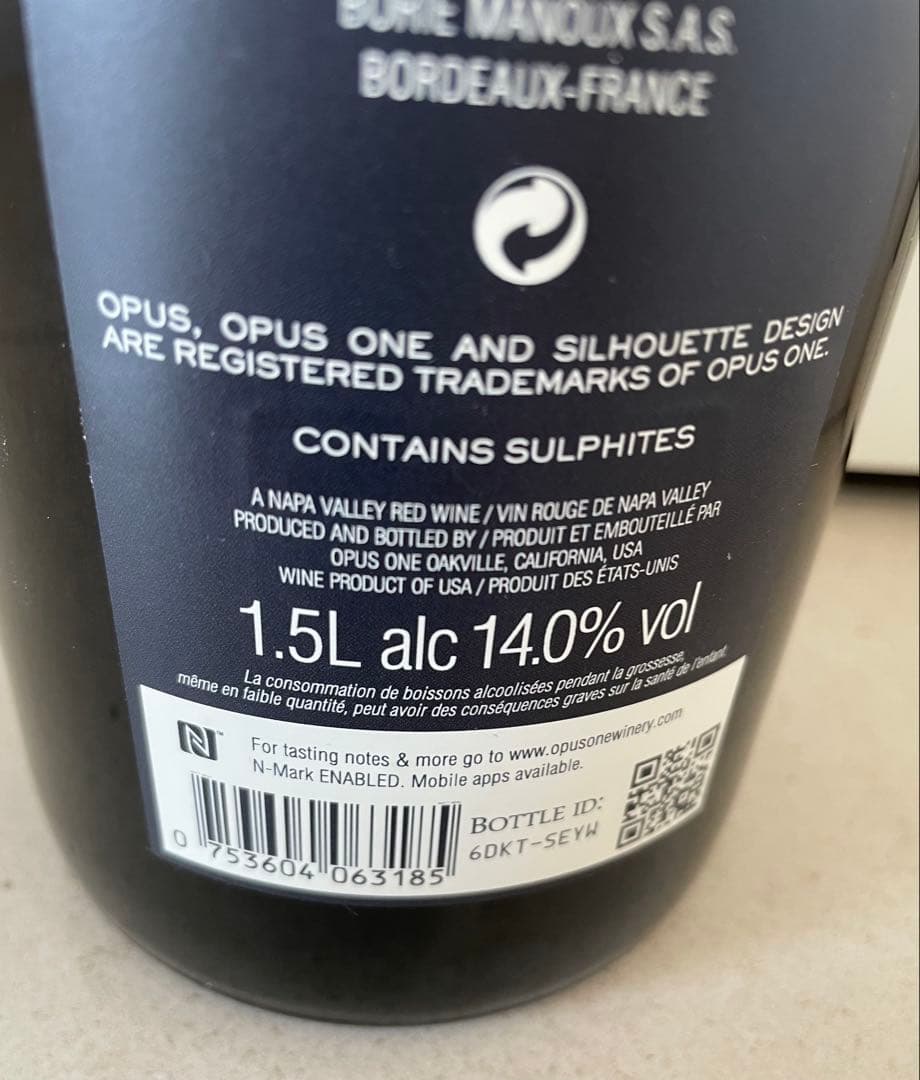 BORIE MANOUX S.A.S.
BORDEAUX-FRANCE
OPUS, OPUS ONE AND SILHOUETTE DESIGN
ARE REGISTERED TRADEMARKS OF OPUS ONE.
CONTAINS SULPHITES
A NAPA VALLEY RED WINE / VIN ROUGE DE NAPA VALLEY
PRODUCED AND BOTTLED BY / PRODUIT ET EMBOUTEILLÉ PAR
OPUS ONE OAKVILLE, CALIFORNIA, USA
WINE PRODUCT OF USA / PRODUIT DES ÉTATS-UNIS
1.5L alc 14.0% vol
La consommation de boissons alcoolisées pendant la grossesse,
même en faible quantité, peut avoir des conséquences graves sur la santé de l'enfant.
N™
For tasting notes & more go to www.opusonewinery.com
N-Mark ENABLED. Mobile apps available.
BOTTLE ID:
6DKT-SEYW
0 753604 063185